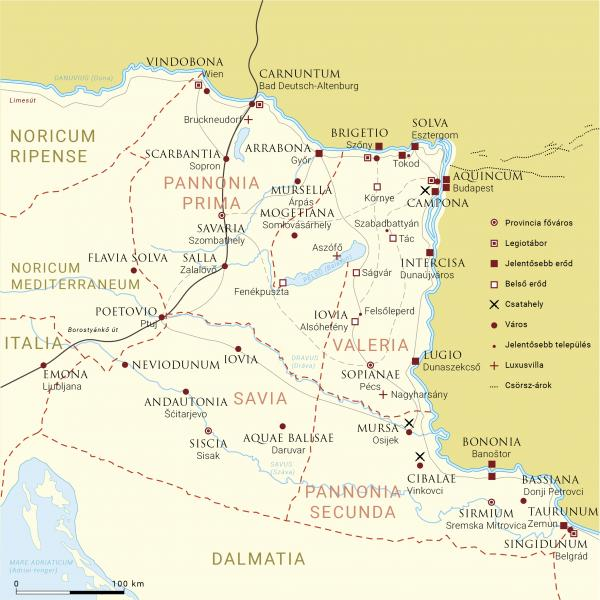 VINDOBONA
Wien
CARNUNTUM
Bad Deutsch-Altenburg
DANUVIUS (Duna)
Limesút
Bruckneudorf
NORICUM
RIPENSE
SCARBANTIA
Sopron
ARRABONA
Győr
BRIGETIO
Szőny
SOLVA
Esztergom
Tokod
AQUINCUM
Budapest
CAMPONA
PANNONIA
PRIMA
MURSELLA
Árpás
Környe
MOGETIANA
Somlóvásárhely
SAVARIA
Szombathely
Szabadbattyán
Tác
Aszófő
FLAVIA SOLVA
SALLA
Zalalövő
INTERCISA
Dunaújváros
NORICUM
MEDITERRANEUM
Ságvár
Fenékpuszta
PELSO (Balaton)
POETOVIO
Ptuj
IOVIA
Alsóhetény
Felsőleperd
Borostyánkő út
ITALIA
VALERIA
LUGIO
Dunaszekcső
IOVIA
NEVIODUNUM
DRAVUS
(Dráva)
EMONA
Ljubljana
SOPIANAE
Pécs
Nagyharsány
ANDAUTONIA
Ščitarjevo
SAVIA
SISCIA
Sisak
AQUAE BALISAE
Daruvar
MURSA
Osijek
BONONIA
Banoštor
SAVUS
(Száva)
CIBALAE
Vinkovci
BASSIANA
Donji Petrovci
PANNONIA
SECUNDA
SIRMIUM
Sremska Mitrovica
TAURUNUM
Zemun
SINGIDUNUM
Belgrád
DALMATIA
MARE ADRIATICUM
(Adriai-tenger)
0 100 km
Provincia főváros
Legiotábor
Jelentősebb erőd
Belső erőd
Csatahely
Város
Jelentősebb település
Luxusvilla
Csörsz-árok